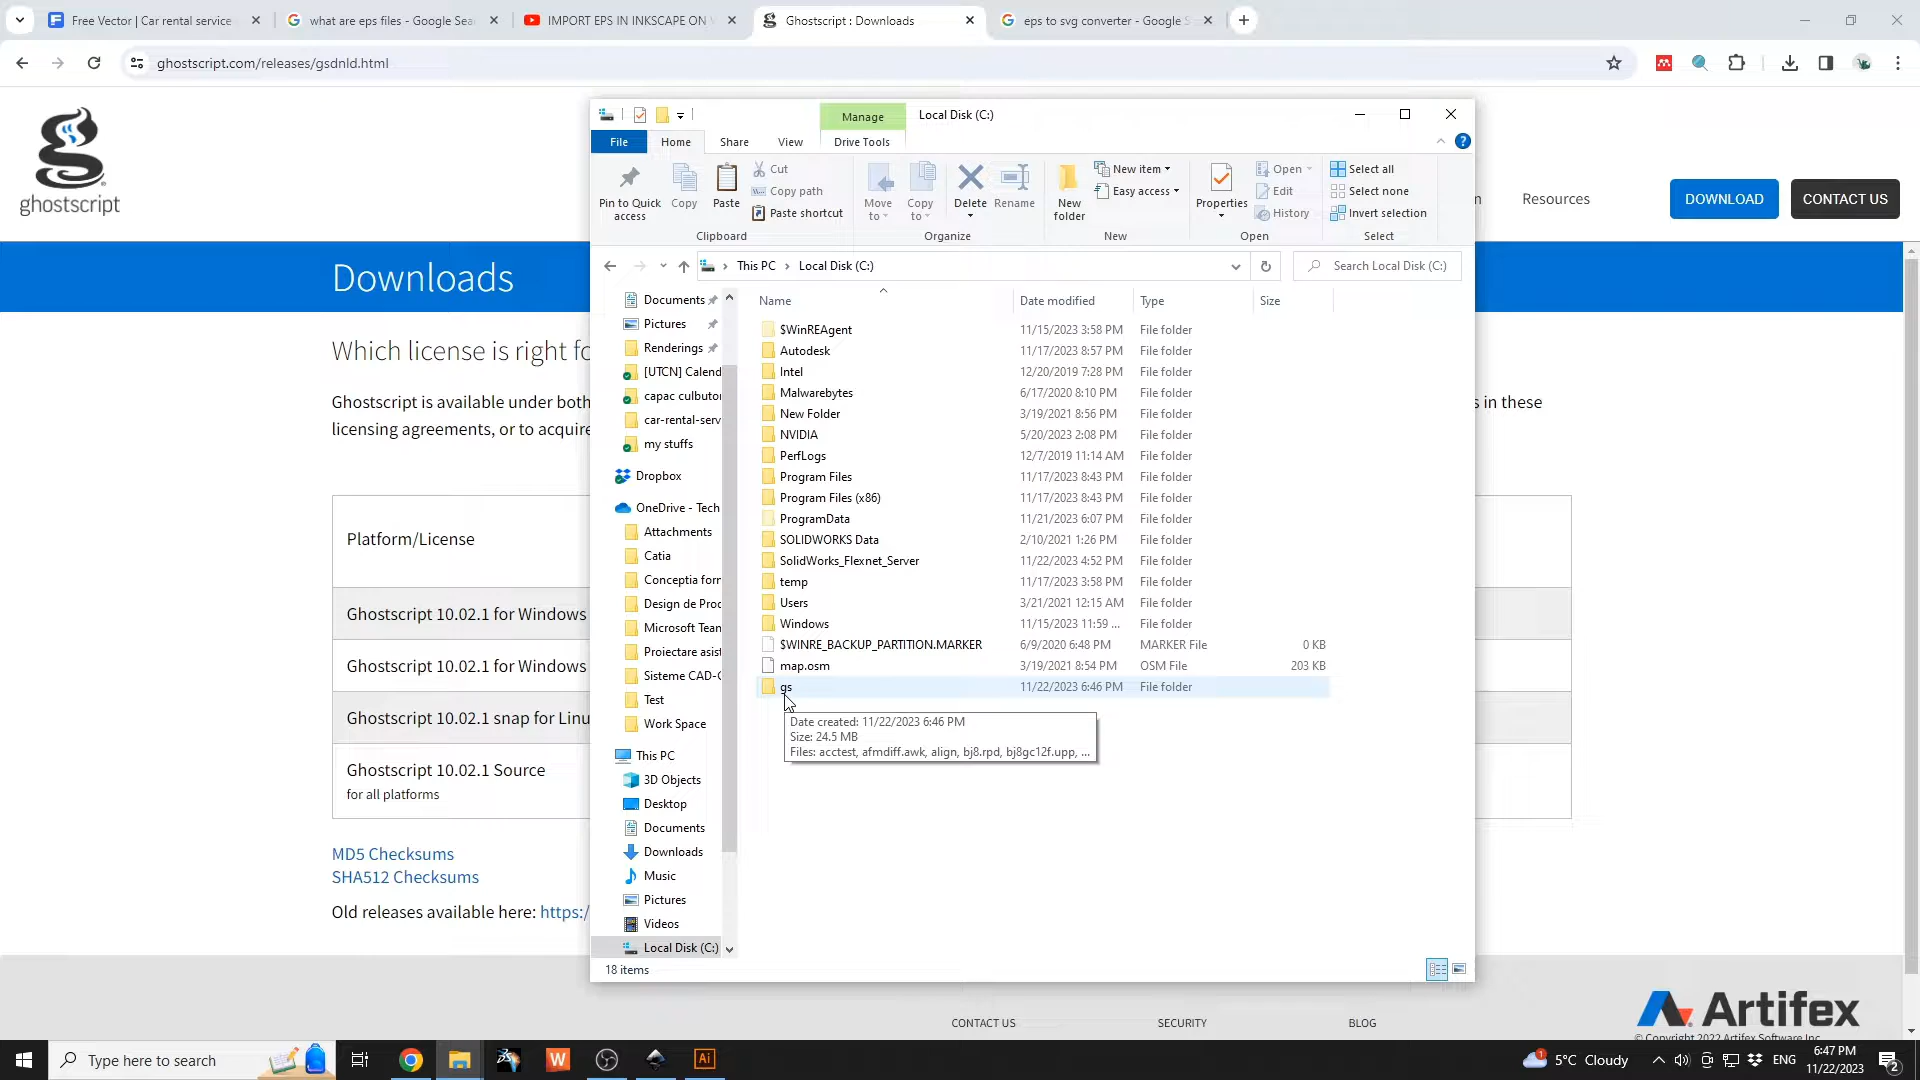 Free Vector | Car rental service
what are eps files - Google Sea
IMPORT EPS IN INKSCAPE ON
Ghostscript : Downloads
eps to svg converter - Google S
ghostscript.com/releases/gsdnld.html
ghostscript
Resources
DOWNLOAD
CONTACT US
Downloads
Which license is right fo
Ghostscript is available under both
s in these
licensing agreements, or to acquire
Platform/License
Ghostscript 10.02.1 for Windows
Ghostscript 10.02.1 for Windows
Ghostscript 10.02.1 snap for Linu
Ghostscript 10.02.1 Source
for all platforms
MD5 Checksums
SHA512 Checksums
Old releases available here: https:/
Manage
Local Disk (C:)
File
Home
Share
View
Drive Tools
Pin to Quick access
Copy
Paste
Cut
Copy path
Paste shortcut
Clipboard
Move to
Copy to
Delete
Rename
Organize
New folder
New item
Easy access
New
Properties
Open
Edit
History
Open
Select all
Select none
Invert selection
Select
This PC
Local Disk (C:)
Search Local Disk (C:)
Documents
Pictures
Renderings
[UTCN] Calend
capac culbutor
car-rental-serv
my stuffs
Dropbox
OneDrive - Tech
Attachments
Catia
Conceptia form
Design de Proc
Microsoft Team
Proiectare asist
Sisteme CAD-C
Test
Work Space
This PC
3D Objects
Desktop
Documents
Downloads
Music
Pictures
Videos
Local Disk (C:)
Name Date modified Type Size
$WinREAgent 11/15/2023 3:58 PM File folder
Autodesk 11/17/2023 8:57 PM File folder
Intel 12/20/2019 7:28 PM File folder
Malwarebytes 6/17/2020 8:10 PM File folder
New Folder 3/19/2021 8:56 PM File folder
NVIDIA 5/20/2023 2:08 PM File folder
PerfLogs 12/7/2019 11:14 AM File folder
Program Files 11/17/2023 8:43 PM File folder
Program Files (x86) 11/17/2023 8:43 PM File folder
ProgramData 11/21/2023 6:07 PM File folder
SOLIDWORKS Data 2/10/2021 1:26 PM File folder
SolidWorks_Flexnet_Server 11/22/2023 4:52 PM File folder
temp 11/17/2023 3:58 PM File folder
Users 3/21/2021 12:15 AM File folder
Windows 11/15/2023 11:59 ... File folder
$WINRE_BACKUP_PARTITION.MARKER 6/9/2020 6:48 PM MARKER File 0 KB
map.osm 3/19/2021 8:54 PM OSM File 203 KB
gs 11/22/2023 6:46 PM File folder
Date created: 11/22/2023 6:46 PM
Size: 24.5 MB
Files: acctest, afmdiff.awk, align, bj8.rpd, bj8gc12f.upp, ...
18 items
Artifex
Copyright 2022 Artifex Software Inc
CONTACT US
SECURITY
BLOG
Type here to search
5°C Cloudy
ENG
6:47 PM
11/22/2023
2